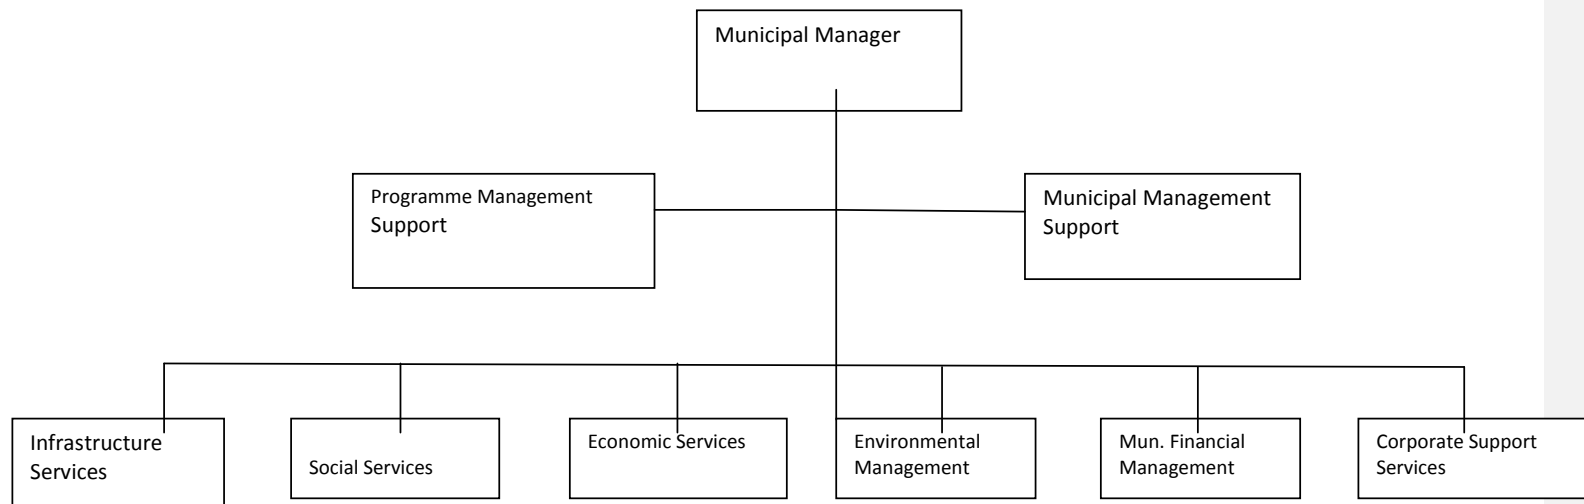 Municipal Manager
Programme Management
Support
Municipal Management
Support
Infrastructure
Services
Social Services
Economic Services
Environmental
Management
Mun. Financial
Management
Corporate Support
Services